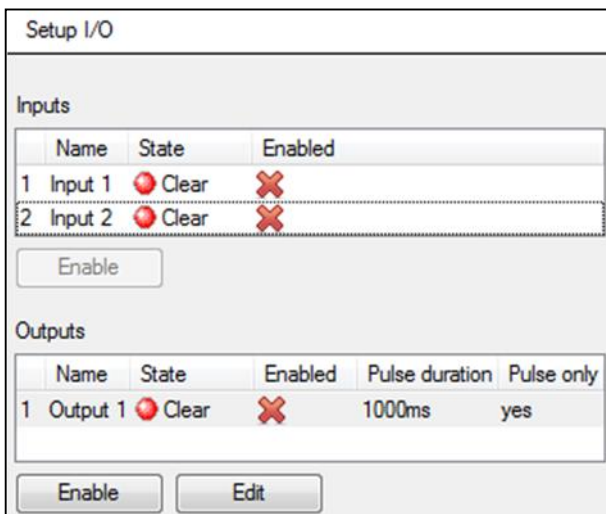 Setup I/O
Inputs
Name State Enabled
1 Input 1 Clear
2 Input 2 Clear
Enable
Outputs
Name State Enabled Pulse duration Pulse only
1 Output 1 Clear 1000ms yes
Enable Edit